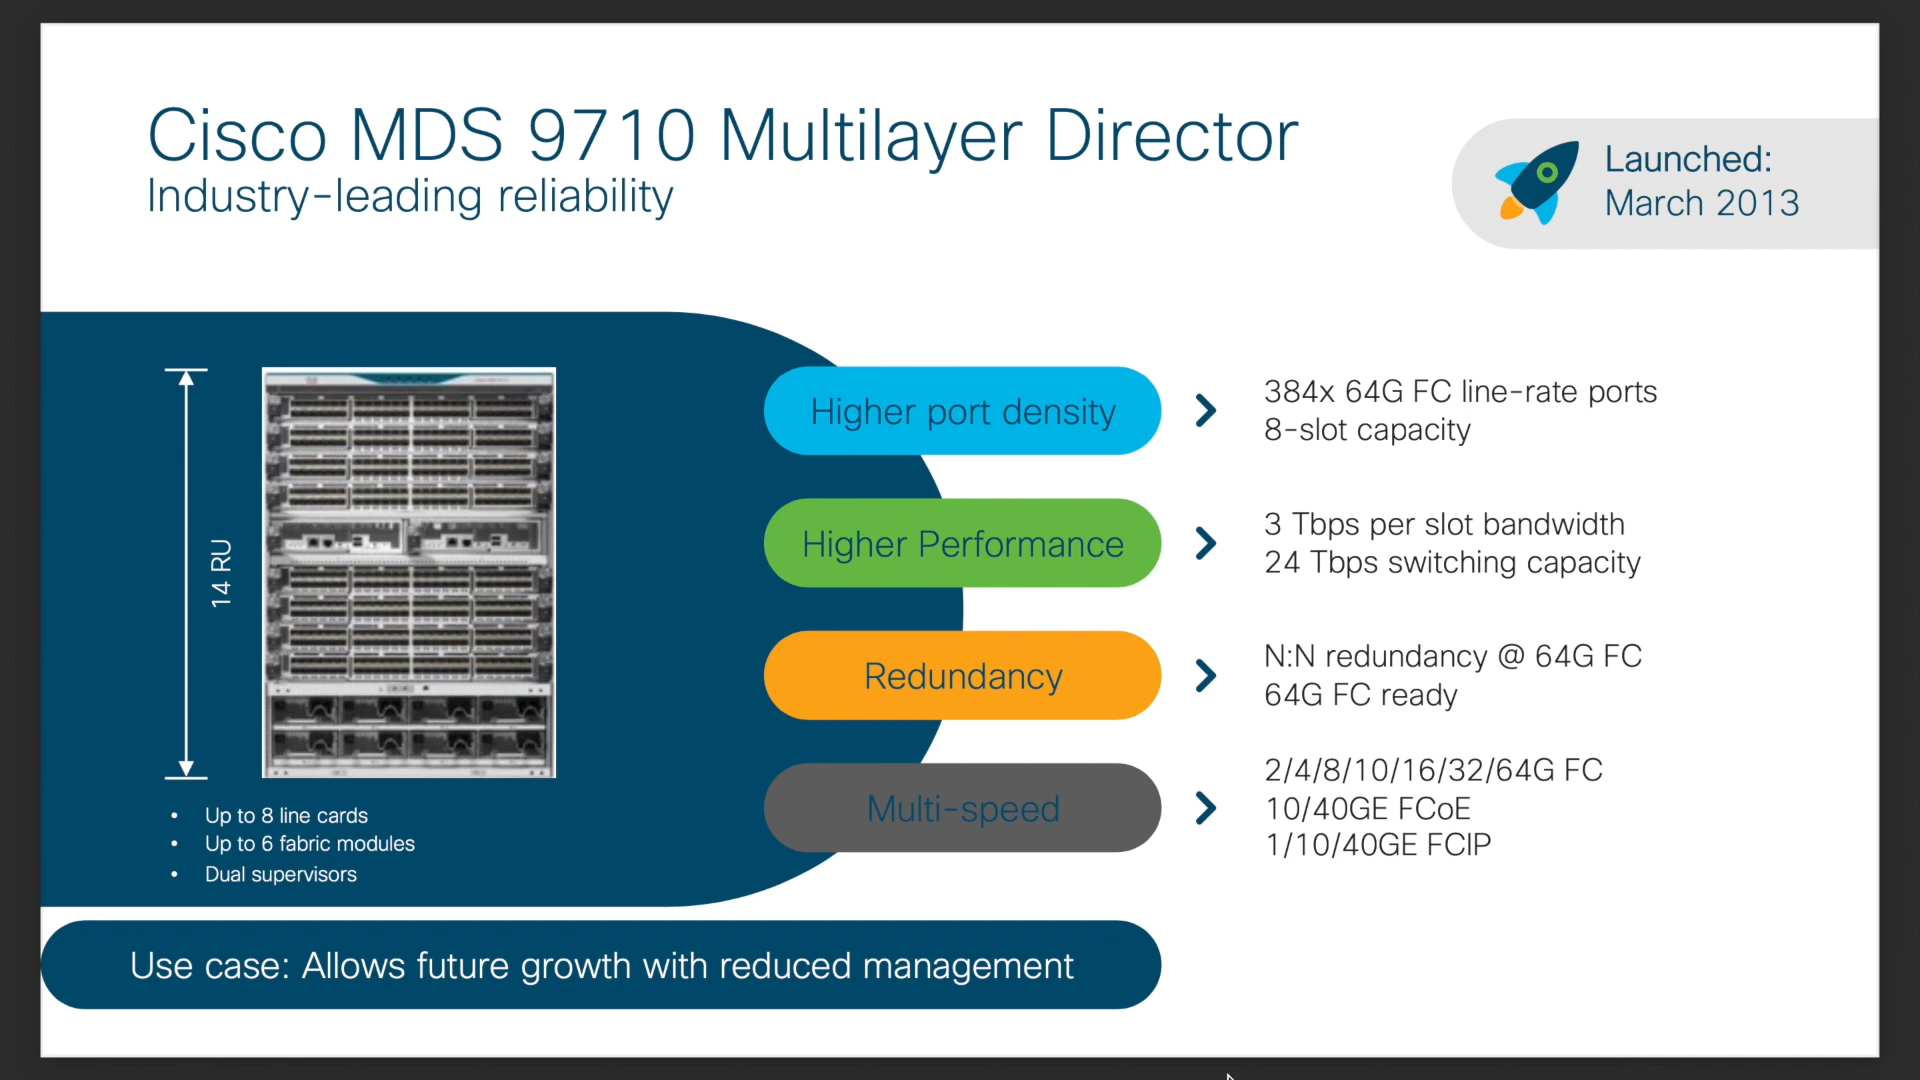 Cisco MDS 9710 Multilayer Director
Industry-leading reliability
Launched:
March 2013
14 RU
• Up to 8 line cards
• Up to 6 fabric modules
• Dual supervisors
Higher port density
384x 64G FC line-rate ports
8-slot capacity
Higher Performance
3 Tbps per slot bandwidth
24 Tbps switching capacity
Redundancy
N:N redundancy @ 64G FC
64G FC ready
Multi-speed
2/4/8/10/16/32/64G FC
10/40GE FCoE
1/10/40GE FCIP
Use case: Allows future growth with reduced management